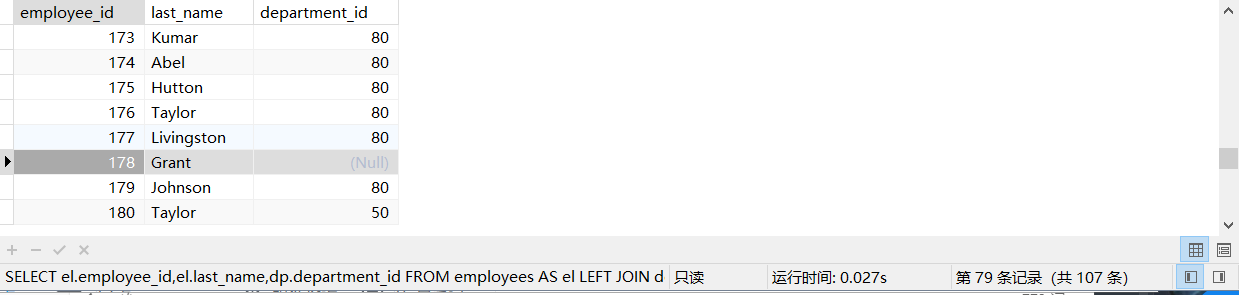 employee_id last_name department_id
173 Kumar 80
174 Abel 80
175 Hutton 80
176 Taylor 80
177 Livingston 80
178 Grant (Null)
179 Johnson 80
180 Taylor 50
SELECT el.employee_id,el.last_name,dp.department_id FROM employees AS el LEFT JOIN d 只读 运行时间: 0.027s 第 79 条记录 (共 107 条)